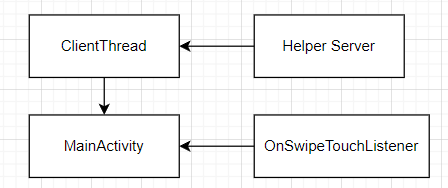 ClientThread
Helper Server
MainActivity
OnSwipeTouchListener